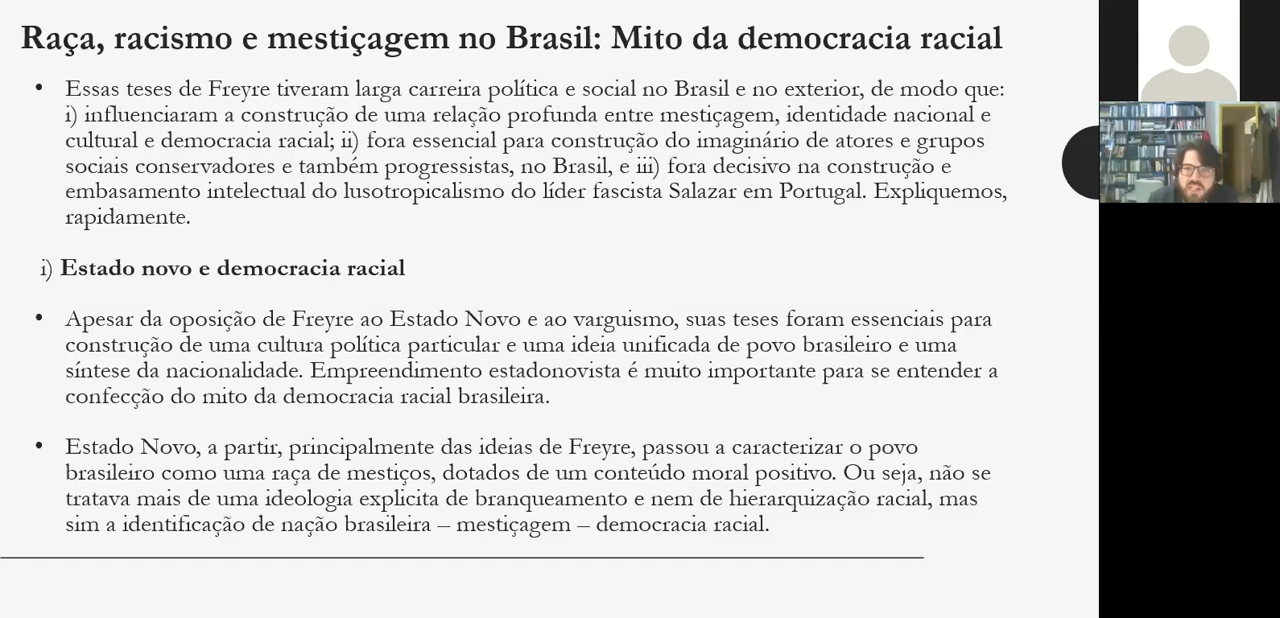 Raça, racismo e mestiçagem no Brasil: Mito da democracia racial
• Essas teses de Freyre tiveram larga carreira política e social no Brasil e no exterior, de modo que:
i) influenciaram a construção de uma relação profunda entre mestiçagem, identidade nacional e
cultural e democracia racial; ii) fora essencial para construção do imaginário de atores e grupos
sociais conservadores e também progressistas, no Brasil, e iii) fora decisivo na construção e
embasamento intelectual do lusotropicalismo do líder fascista Salazar em Portugal. Expliquemos,
rapidamente.
i) Estado novo e democracia racial
• Apesar da oposição de Freyre ao Estado Novo e ao varguismo, suas teses foram essenciais para
construção de uma cultura política particular e uma ideia unificada de povo brasileiro e uma
síntese da nacionalidade. Empreendimento estadonovista é muito importante para se entender a
confecção do mito da democracia racial brasileira.
• Estado Novo, a partir, principalmente das ideias de Freyre, passou a caracterizar o povo
brasileiro como uma raça de mestiços, dotados de um conteúdo moral positivo. Ou seja, não se
tratava mais de uma ideologia explicita de branqueamento e nem de hierarquização racial, mas
sim a identificação de nação brasileira – mestiçagem – democracia racial.